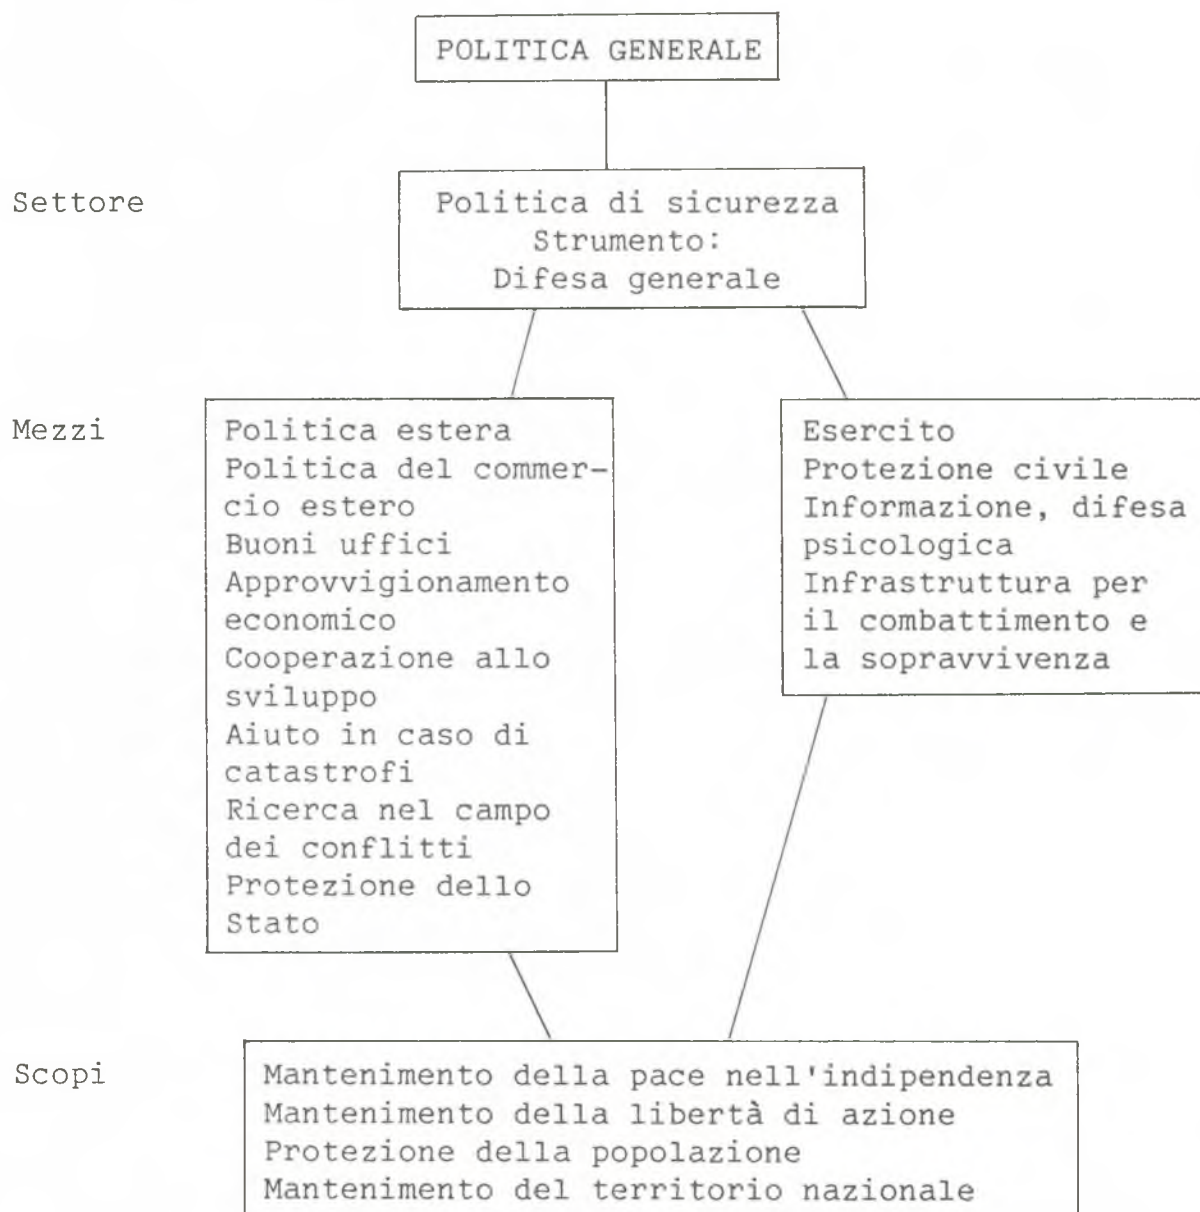 POLITICA GENERALE
Settore
Politica di sicurezza
Strumento:
Difesa generale
Mezzi
Politica estera
Politica del commer-
cio estero
Buoni uffici
Approvvigionamento
economico
Cooperazione allo
sviluppo
Aiuto in caso di
catastrofi
Ricerca nel campo
dei conflitti
Protezione dello
Stato
Esercito
Protezione civile
Informazione, difesa
psicologica
Infrastruttura per
il combattimento e
la sopravvivenza
Scopi
Mantenimento della pace nell'indipendenza
Mantenimento della libertà di azione
Protezione della popolazione
Mantenimento del territorio nazionale